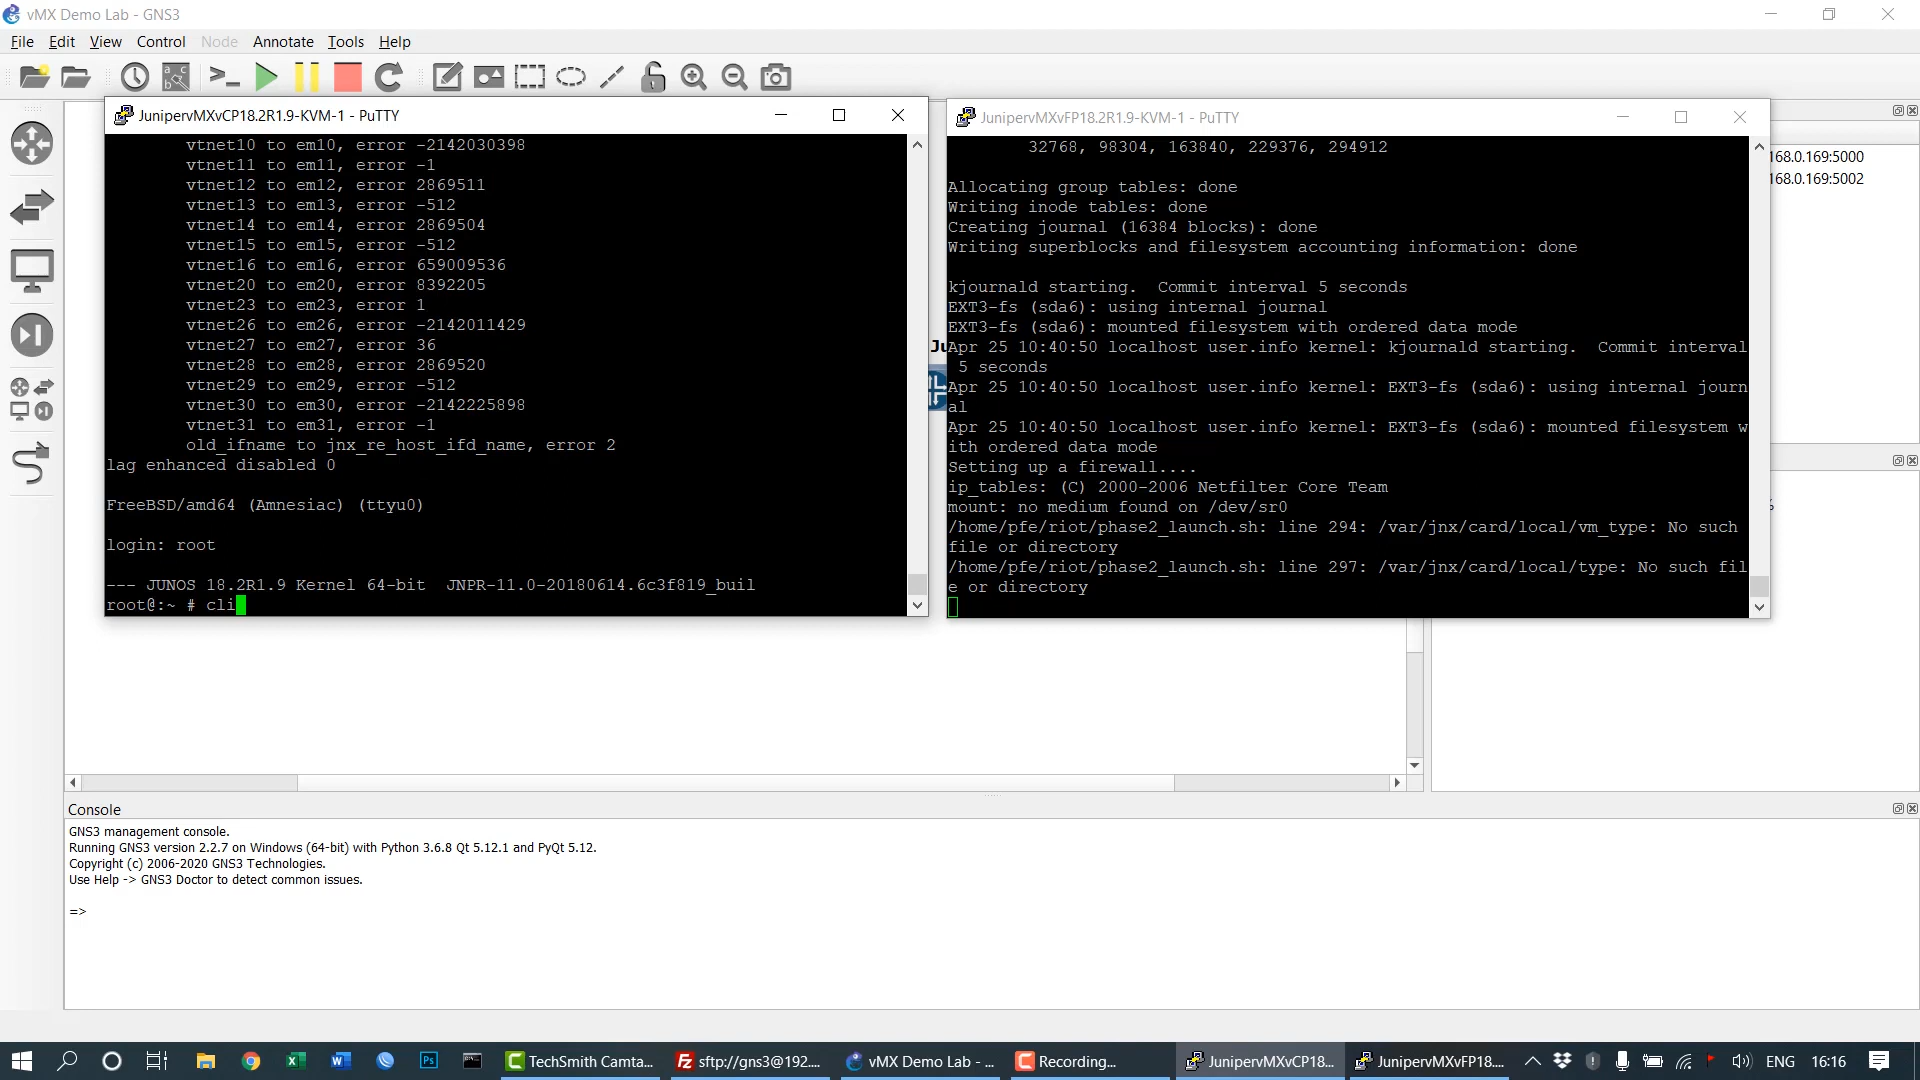 vMX Demo Lab - GNS3
File Edit View Control Node Annotate Tools Help
JunipervMXvCP18.2R1.9-KVM-1 - PuTTY
vtnet10 to em10, error -2142030398
vtnet11 to em11, error -1
vtnet12 to em12, error 2869511
vtnet13 to em13, error -512
vtnet14 to em14, error 2869504
vtnet15 to em15, error -512
vtnet16 to em16, error 659009536
vtnet20 to em20, error 8392205
vtnet23 to em23, error 1
vtnet26 to em26, error -2142011429
vtnet27 to em27, error 36
vtnet28 to em28, error 2869520
vtnet29 to em29, error -512
vtnet30 to em30, error -2142225898
vtnet31 to em31, error -1
old_ifname to jnx_re_host_ifd_name, error 2
lag enhanced disabled 0
FreeBSD/amd64 (Amnesiac) (ttyu0)
login: root
--- JUNOS 18.2R1.9 Kernel 64-bit  JNPR-11.0-20180614.6c3f819_buil
root@:~ # cli
JunipervMXvFP18.2R1.9-KVM-1 - PuTTY
32768, 98304, 163840, 229376, 294912
Allocating group tables: done
Writing inode tables: done
Creating journal (16384 blocks): done
Writing superblocks and filesystem accounting information: done
kjournald starting.  Commit interval 5 seconds
EXT3-fs (sda6): using internal journal
EXT3-fs (sda6): mounted filesystem with ordered data mode
Apr 25 10:40:50 localhost user.info kernel: kjournald starting.  Commit interval
5 seconds
Apr 25 10:40:50 localhost user.info kernel: EXT3-fs (sda6): using internal journ
al
Apr 25 10:40:50 localhost user.info kernel: EXT3-fs (sda6): mounted filesystem w
ith ordered data mode
Setting up a firewall....
ip_tables: (C) 2000-2006 Netfilter Core Team
mount: no medium found on /dev/sr0
/home/pfe/riot/phase2_launch.sh: line 294: /var/jnx/card/local/vm_type: No such
file or directory
/home/pfe/riot/phase2_launch.sh: line 297: /var/jnx/card/local/type: No such fil
e or directory
Ju
168.0.169:5000
168.0.169:5002
Console
GNS3 management console.
Running GNS3 version 2.2.7 on Windows (64-bit) with Python 3.6.8 Qt 5.12.1 and PyQt 5.12.
Copyright (c) 2006-2020 GNS3 Technologies.
Use Help -> GNS3 Doctor to detect common issues.
=>
TechSmith Camta... sftp://gns3@192.... vMX Demo Lab - ... Recording... JunipervMXvCP18... JunipervMXvFP18.... ENG 16:16